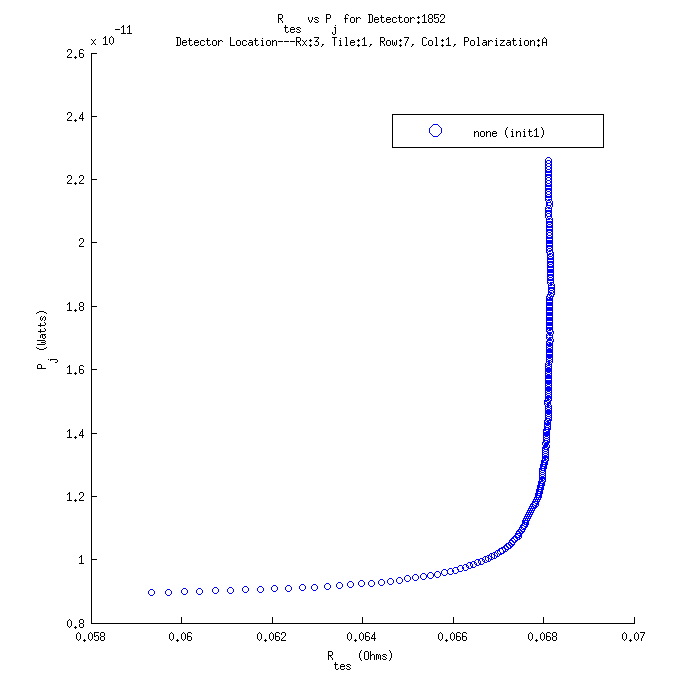 R_tes vs P_j for Detector:1852
Detector Location---Rx:3, Tile:1, Row:7, Col:1, Polarization:A
x 10^-11
2.6
2.4
2.2
2
1.8
1.6
1.4
1.2
1
0.8
P_j (Watts)
none (init1)
0.058 0.06 0.062 0.064 0.066 0.068 0.07
R_tes (Ohms)